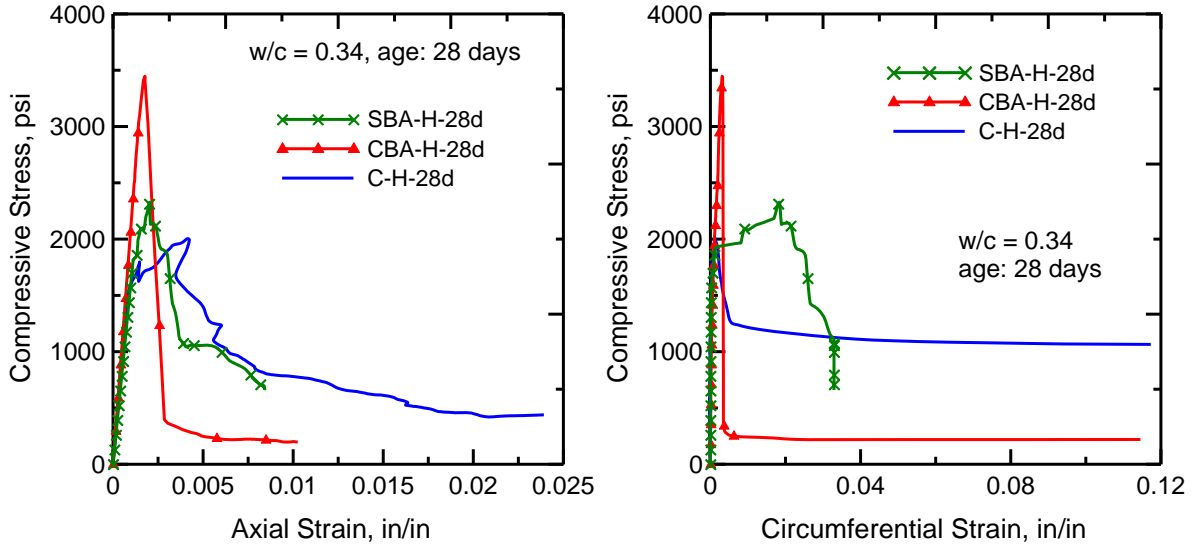 Compressive Stress, psi
4000
3000
2000
1000
0
w/c = 0.34, age: 28 days
SBA-H-28d
CBA-H-28d
C-H-28d
0 0.005 0.01 0.015 0.02 0.025
Axial Strain, in/in
Compressive Stress, psi
4000
3000
2000
1000
0
SBA-H-28d
CBA-H-28d
C-H-28d
w/c = 0.34
age: 28 days
0 0.04 0.08 0.12
Circumferential Strain, in/in